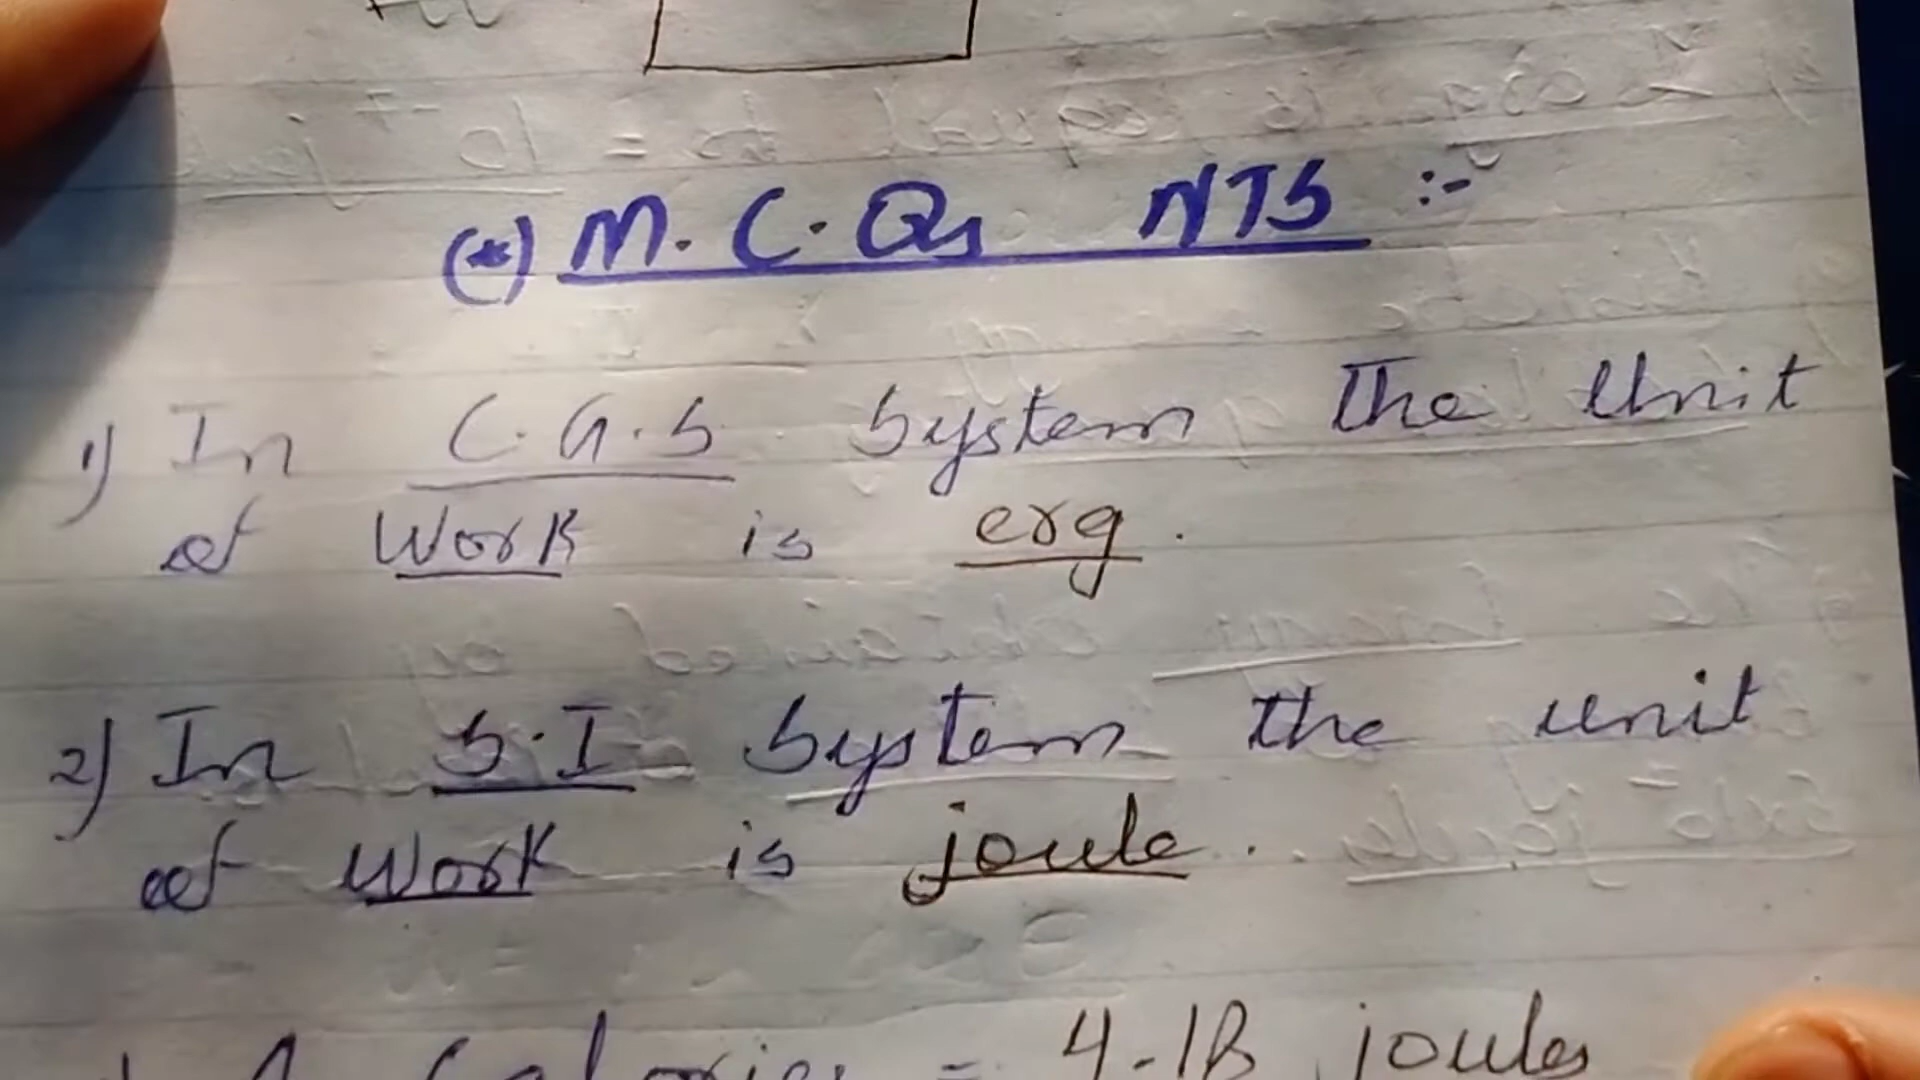 (*) M.C.Qs NTS :-
1) In C.G.S System The Unit
of Work is erg.
2) In S.I System the unit
of Work is joule.
Calories = 4.18 joules